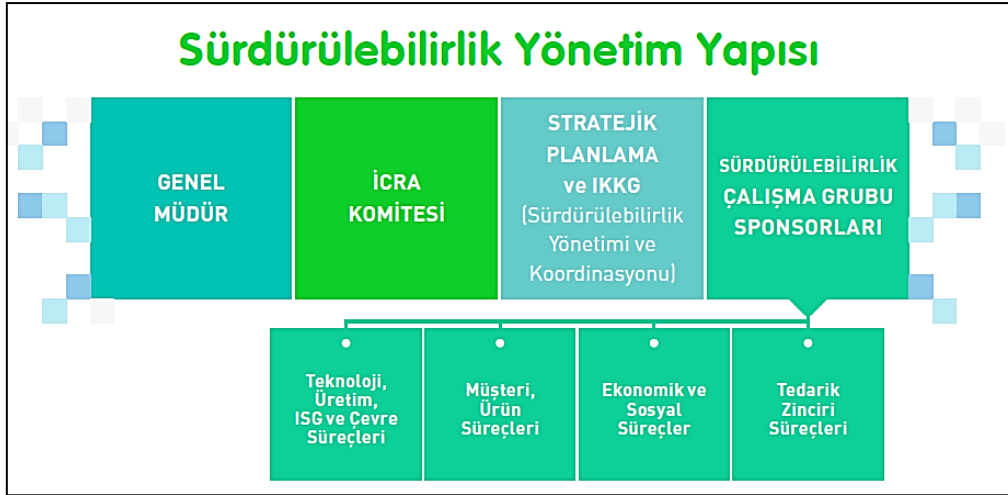 Sürdürülebilirlik Yönetim Yapısı
GENEL
MÜDÜR
İCRA
KOMİTESİ
STRATEJİK
PLANLAMA
ve IKKG
(Sürdürülebilirlik
Yönetimi ve
Koordinasyonu)
SÜRDÜRÜLEBİLİRLİK
ÇALIŞMA GRUBU
SPONSORLARI
Teknoloji,
Üretim,
ISG ve Çevre
Süreçleri
Müşteri,
Ürün
Süreçleri
Ekonomik ve
Sosyal
Süreçler
Tedarik
Zinciri
Süreçleri